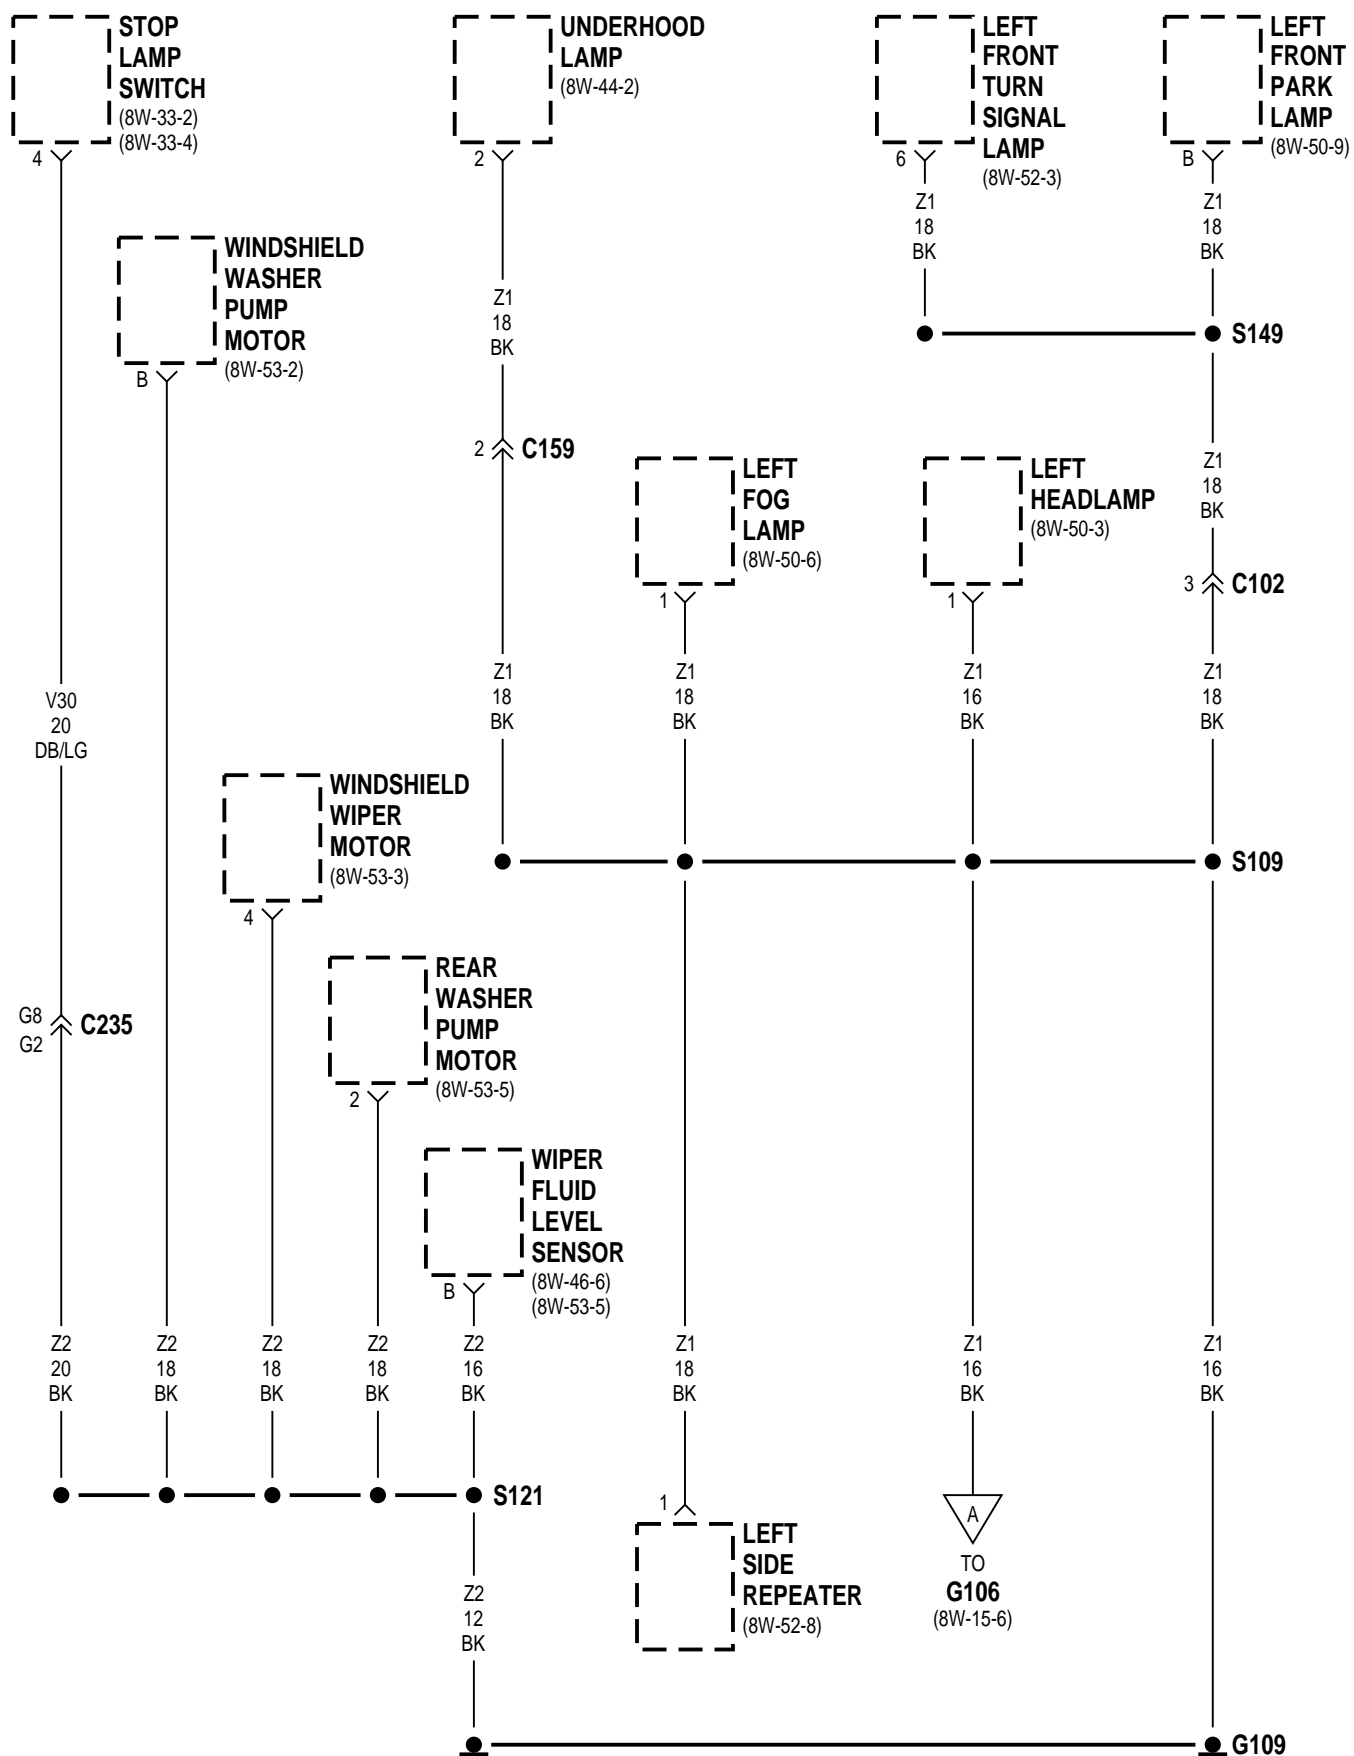 STOP
LAMP
SWITCH
(8W-33-2)
(8W-33-4)
4
UNDERHOOD
LAMP
(8W-44-2)
2
LEFT
FRONT
TURN
SIGNAL
LAMP
(8W-52-3)
6
LEFT
FRONT
PARK
LAMP
(8W-50-9)
B
Z1
18
BK
Z1
18
BK
WINDSHIELD
WASHER
PUMP
MOTOR
(8W-53-2)
B
Z1
18
BK
S149
2
C159
LEFT
FOG
LAMP
(8W-50-6)
1
LEFT
HEADLAMP
(8W-50-3)
1
Z1
18
BK
3
C102
V30
20
DB/LG
Z1
18
BK
Z1
18
BK
Z1
16
BK
Z1
18
BK
WINDSHIELD
WIPER
MOTOR
(8W-53-3)
4
S109
REAR
WASHER
PUMP
MOTOR
(8W-53-5)
2
G8
G2
C235
WIPER
FLUID
LEVEL
SENSOR
(8W-46-6)
(8W-53-5)
B
Z2
20
BK
Z2
18
BK
Z2
18
BK
Z2
18
BK
Z2
16
BK
Z1
18
BK
Z1
16
BK
Z1
16
BK
S121
1
LEFT
SIDE
REPEATER
(8W-52-8)
A
TO
G106
(8W-15-6)
Z2
12
BK
G109